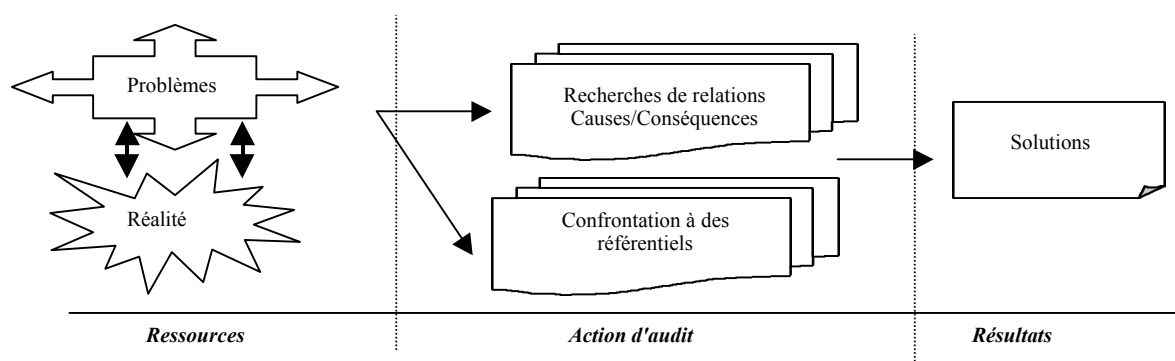 Problèmes
Réalité
Recherches de relations
Causes/Conséquences
Confrontation à des
référentiels
Solutions
Ressources
Action d'audit
Résultats